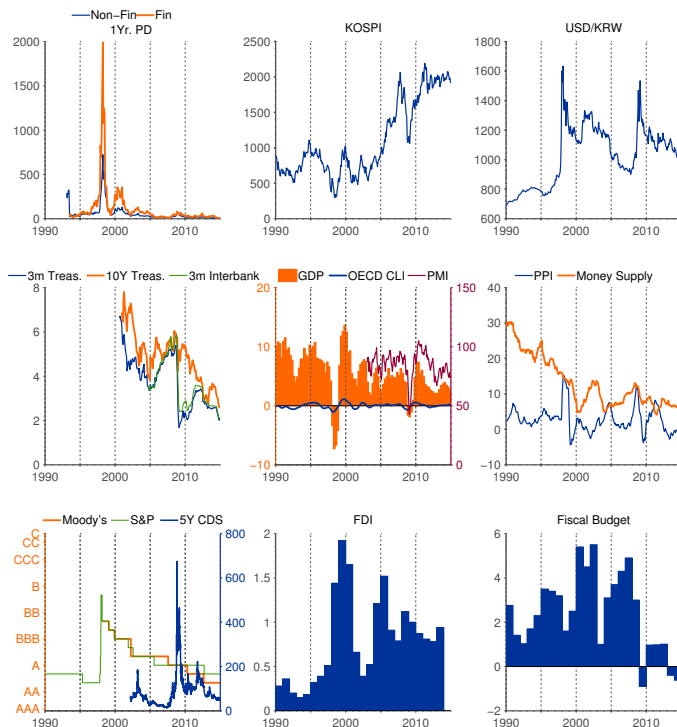 Non-Fin Fin
1Yr. PD
2000
1500
1000
500
0
1990 2000 2010
KOSPI
2500
2000
1500
1000
500
0
1990 2000 2010
USD/KRW
1800
1600
1400
1200
1000
800
600
1990 2000 2010
3m Treas. 10Y Treas. 3m Interbank
8
6
4
2
0
1990 2000 2010
GDP OECD CLI PMI
20 150
10 100
0 50
−10 0
1990 2000 2010
PPI Money Supply
40
30
20
10
0
−10
1990 2000 2010
Moody's S&P 5Y CDS
C 800
CC
CCC
600
B
BB 400
BBB
A 200
AA
AAA 0
1990 2000 2010
FDI
2
1.5
1
0.5
0
1990 2000 2010
Fiscal Budget
6
4
2
0
−2
1990 2000 2010